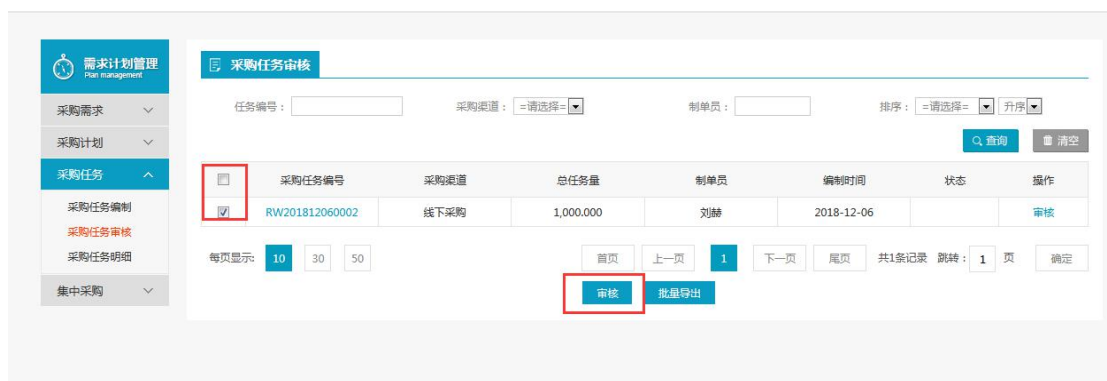 需求计划管理
Plan management
采购需求
采购计划
采购任务
采购任务编制
采购任务审核
采购任务明细
集中采购
采购任务审核
任务编号： 采购渠道： =请选择= 制单员： 排序： =请选择= 升序
查询 清空
采购任务编号 采购渠道 总任务量 制单员 编制时间 状态 操作
RW201812060002 线下采购 1,000.000 刘赫 2018-12-06 审核
每页显示: 10 30 50 首页 上一页 1 下一页 尾页 共1条记录 跳转： 1 页 确定
审核 批量导出